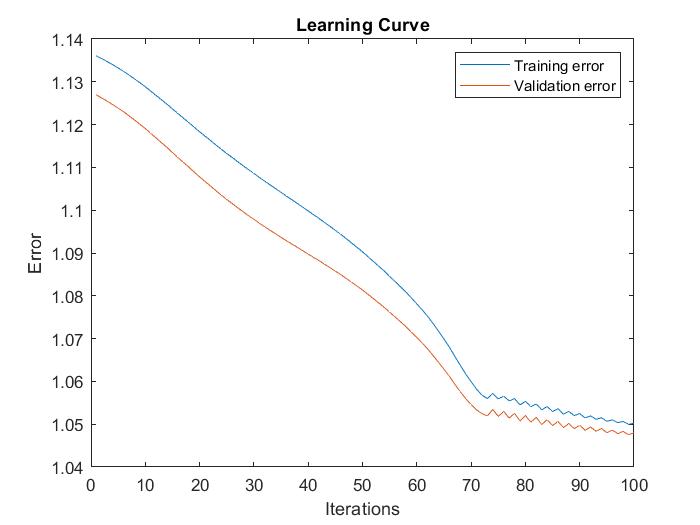 Learning Curve
1.14
1.13
1.12
1.11
1.1
1.09
1.08
1.07
1.06
1.05
1.04
Error
Training error
Validation error
0 10 20 30 40 50 60 70 80 90 100
Iterations